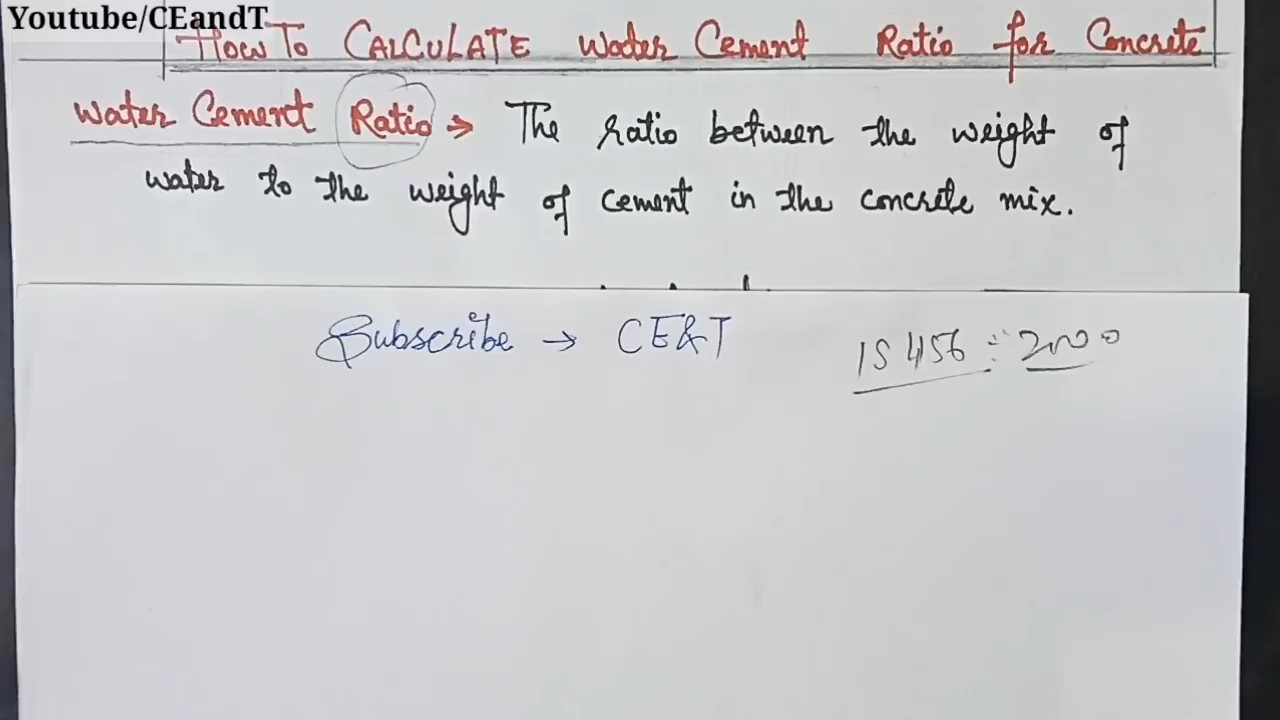 Youtube/CEandT
How To CALCULATE Water Cement Ratio for Concrete
Water Cement Ratio → The ratio between the weight of
water to the weight of cement in the concrete mix.
Subscribe → CE&T
IS 456 : 2000